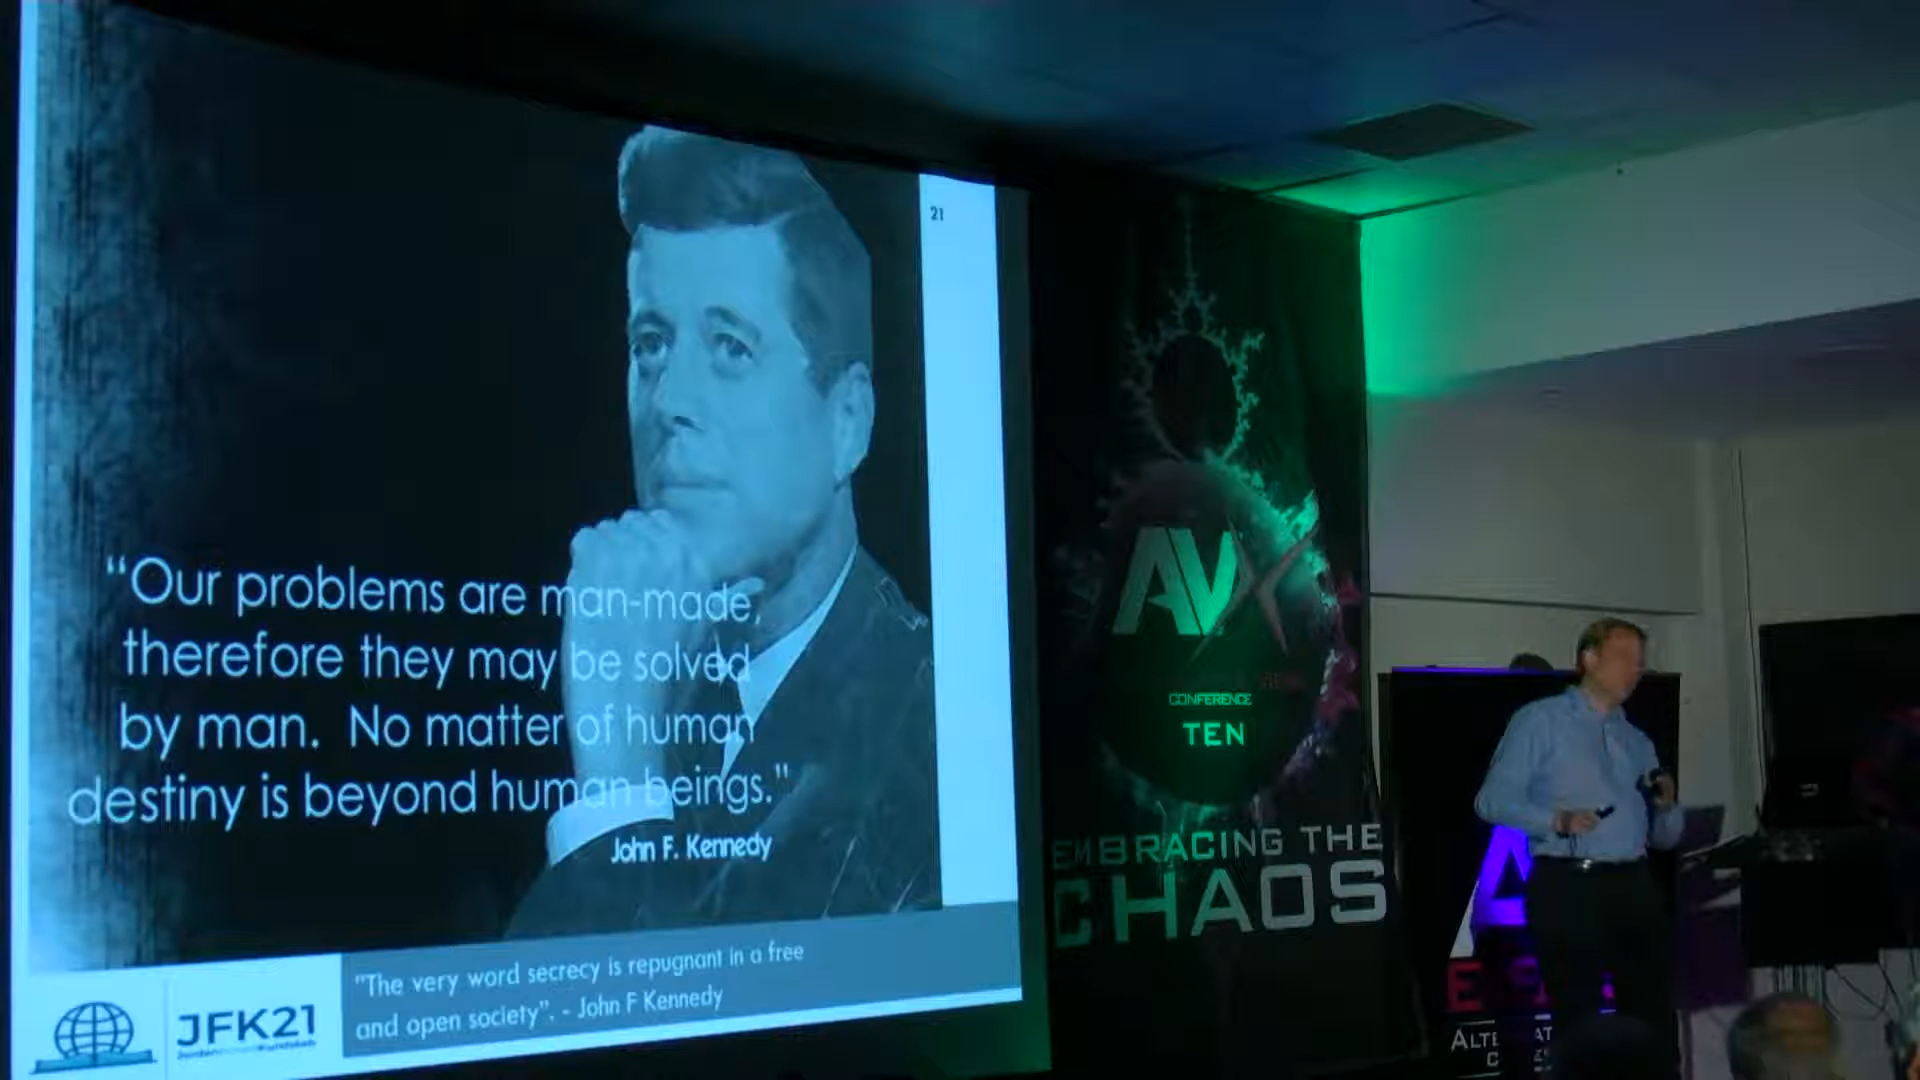 21
“Our problems are man-made,
therefore they may be solved
by man. No matter of human
destiny is beyond human beings.”
John F. Kennedy
JFK21
"The very word secrecy is repugnant in a free
and open society". - John F Kennedy
AVX
CONFERENCE
TEN
EMBRACING THE
CHAOS